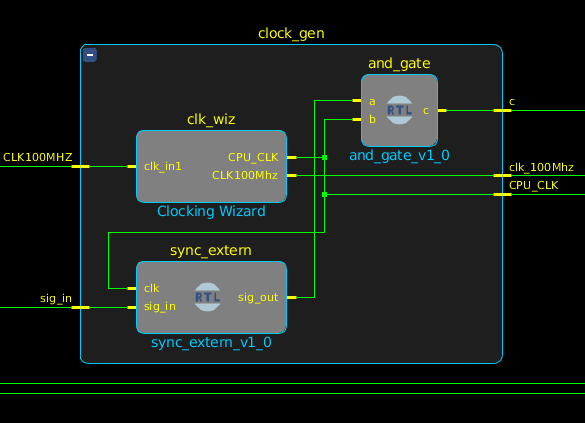 clock_gen
and_gate
a
b
RTL
c
c
and_gate_v1_0
clk_wiz
CLK100MHZ
clk_in1
CPU_CLK
CLK100Mhz
clk_100Mhz
CPU_CLK
Clocking Wizard
sync_extern
clk
sig_in
sig_in
RTL
sig_out
sync_extern_v1_0